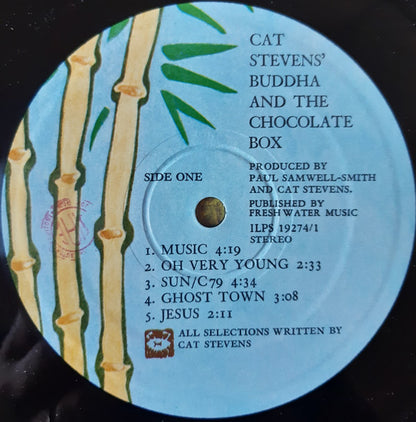 CAT
STEVENS'
BUDDHA
AND THE
CHOCOLATE
BOX
SIDE ONE
PRODUCED BY
PAUL SAMWELL-SMITH
AND CAT STEVENS.
PUBLISHED BY
FRESHWATER MUSIC
ILPS 19274/1
STEREO
1. MUSIC 4:19
2. OH VERY YOUNG 2:33
3. SUN/C79 4:34
4. GHOST TOWN 3:08
5. JESUS 2:11
ALL SELECTIONS WRITTEN BY
CAT STEVENS